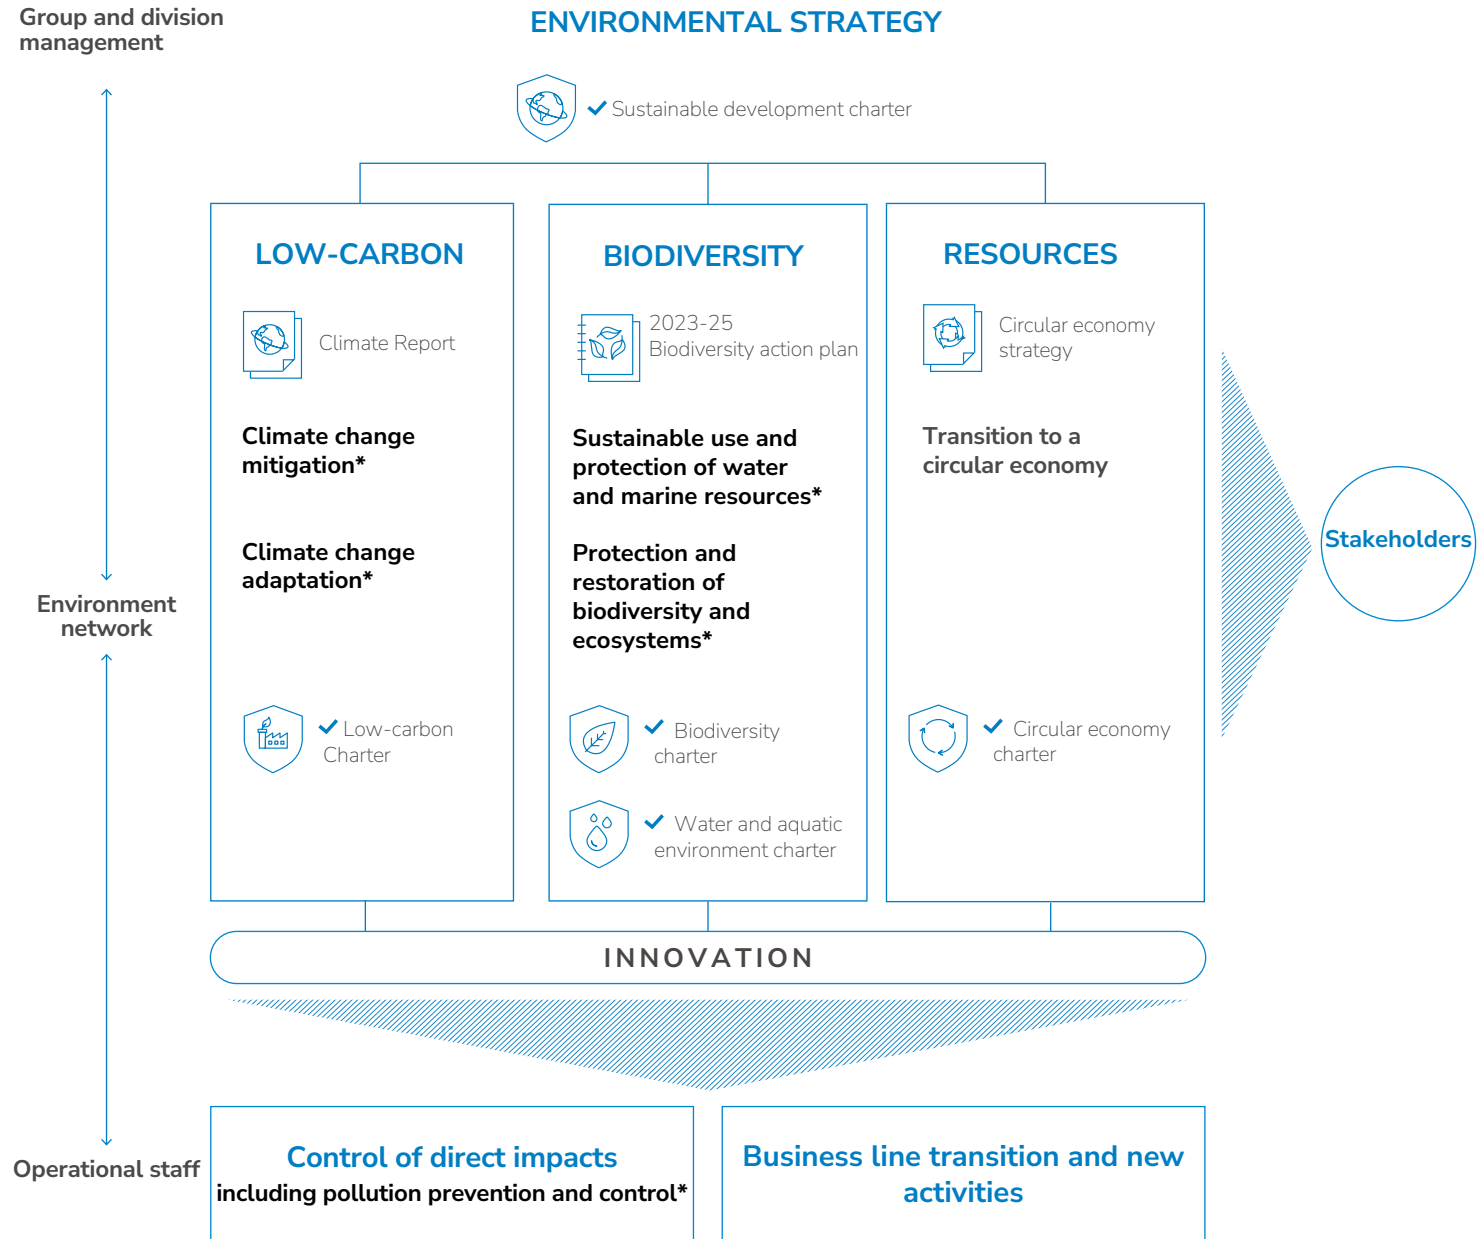 Group and division
management
ENVIRONMENTAL STRATEGY
Sustainable development charter
LOW-CARBON
Climate Report
Climate change
mitigation*
Climate change
adaptation*
Low-carbon
Charter
BIODIVERSITY
2023-25
Biodiversity action plan
Sustainable use and
protection of water
and marine resources*
Protection and
restoration of
biodiversity and
ecosystems*
Biodiversity
charter
Water and aquatic
environment charter
RESOURCES
Circular economy
strategy
Transition to a
circular economy
Circular economy
charter
Stakeholders
Environment
network
INNOVATION
Operational staff
Control of direct impacts
including pollution prevention and control*
Business line transition and new
activities